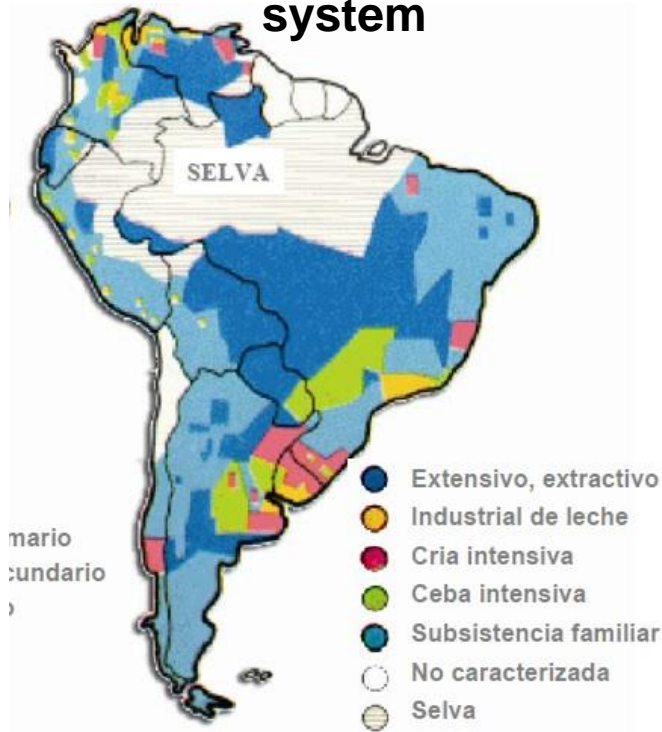 system
SELVA
Extensivo, extractivo
Industrial de leche
Cria intensiva
Ceba intensiva
Subsistencia familiar
No caracterizada
Selva
mario
cundario